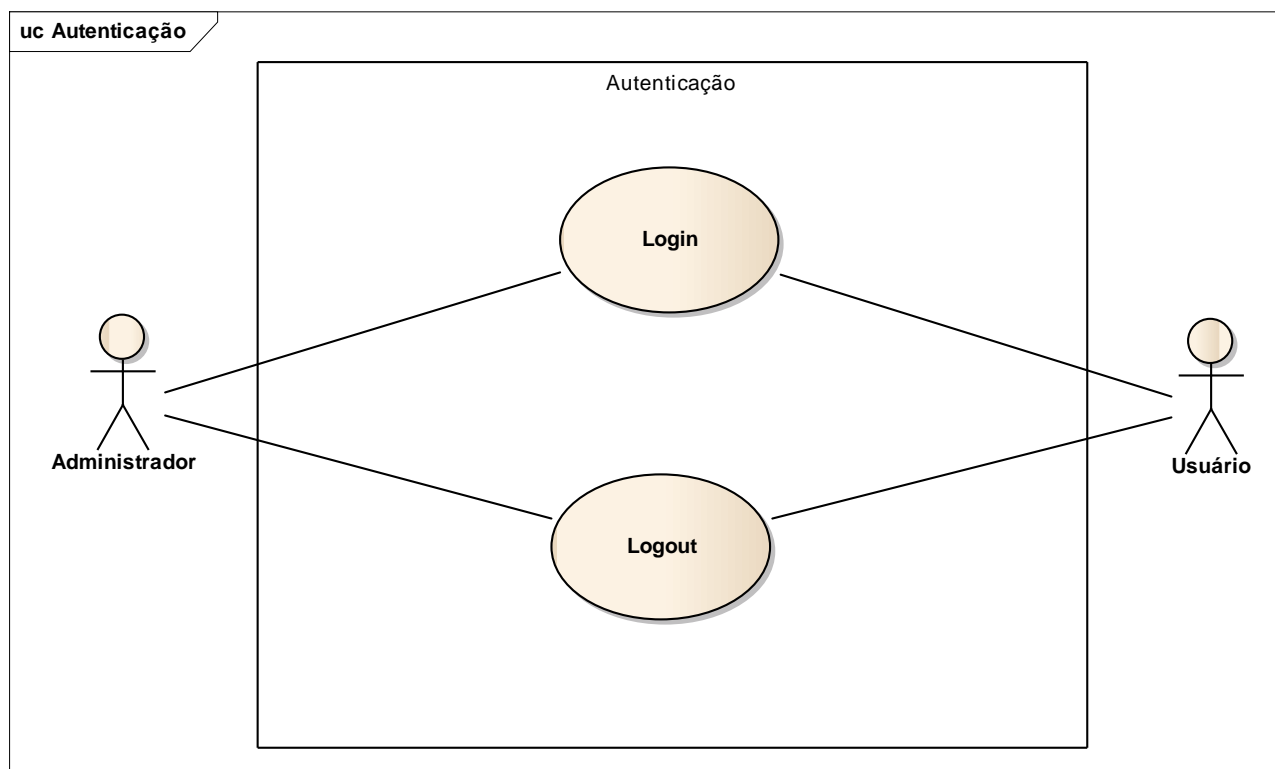 uc Autenticação
Autenticação
Login
Administrador
Usuário
Logout